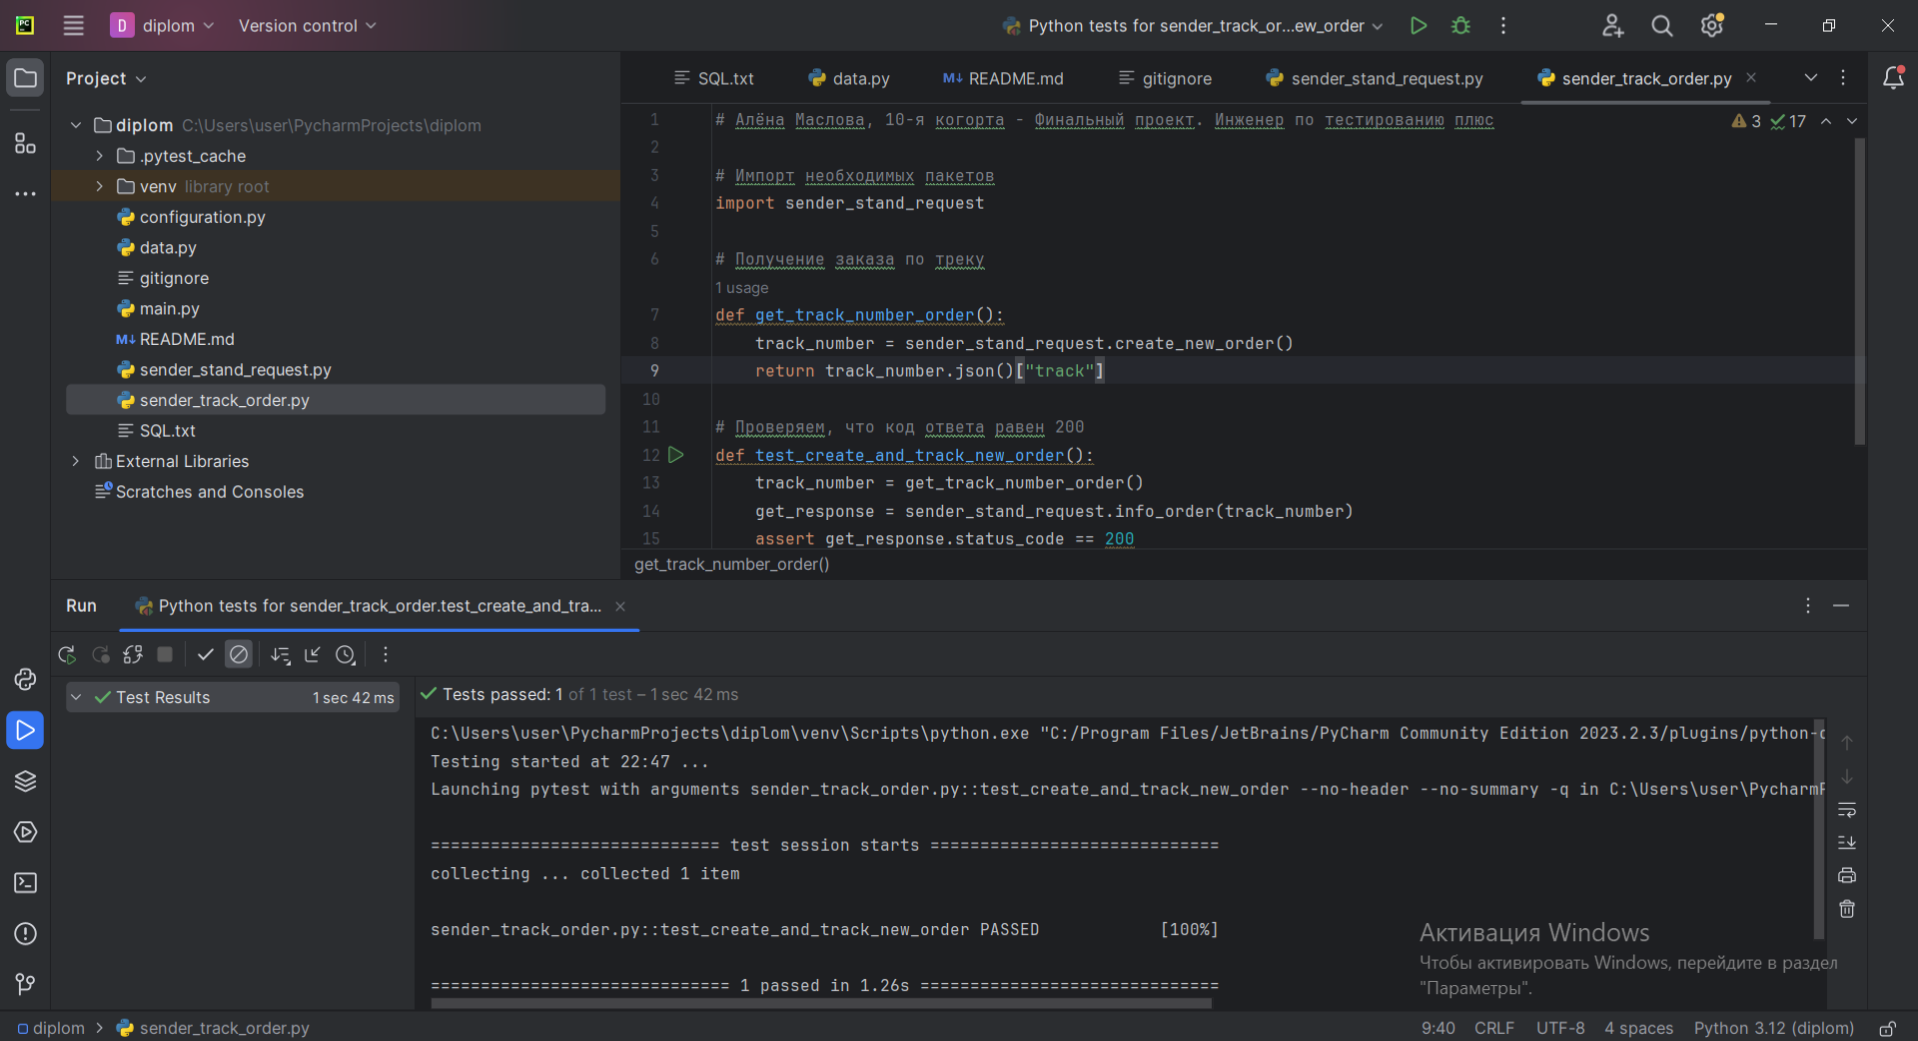 PC D diplom Version control Python tests for sender_track_or...ew_order
Project
diplom C:\Users\user\PycharmProjects\diplom
.pytest_cache
venv library root
configuration.py
data.py
gitignore
main.py
M↓ README.md
sender_stand_request.py
sender_track_order.py
SQL.txt
External Libraries
Scratches and Consoles
SQL.txt data.py M↓ README.md gitignore sender_stand_request.py sender_track_order.py
3 17
1 # Алёна Маслова, 10-я когорта - Финальный проект. Инженер по тестированию плюс
2
3 # Импорт необходимых пакетов
4 import sender_stand_request
5
6 # Получение заказа по треку
1 usage
7 def get_track_number_order():
8 track_number = sender_stand_request.create_new_order()
9 return track_number.json()["track"]
10
11 # Проверяем, что код ответа равен 200
12 def test_create_and_track_new_order():
13 track_number = get_track_number_order()
14 get_response = sender_stand_request.info_order(track_number)
15 assert get_response.status_code == 200
get_track_number_order()
Run Python tests for sender_track_order.test_create_and_tra...
Test Results 1 sec 42 ms
Tests passed: 1 of 1 test – 1 sec 42 ms
C:\Users\user\PycharmProjects\diplom\venv\Scripts\python.exe "C:/Program Files/JetBrains/PyCharm Community Edition 2023.2.3/plugins/python-c
Testing started at 22:47 ...
Launching pytest with arguments sender_track_order.py::test_create_and_track_new_order --no-header --no-summary -q in C:\Users\user\PycharmP
============================= test session starts =============================
collecting ... collected 1 item
sender_track_order.py::test_create_and_track_new_order PASSED [100%]
============================== 1 passed in 1.26s ==============================
Активация Windows
Чтобы активировать Windows, перейдите в раздел
"Параметры".
diplom sender_track_order.py 9:40 CRLF UTF-8 4 spaces Python 3.12 (diplom)